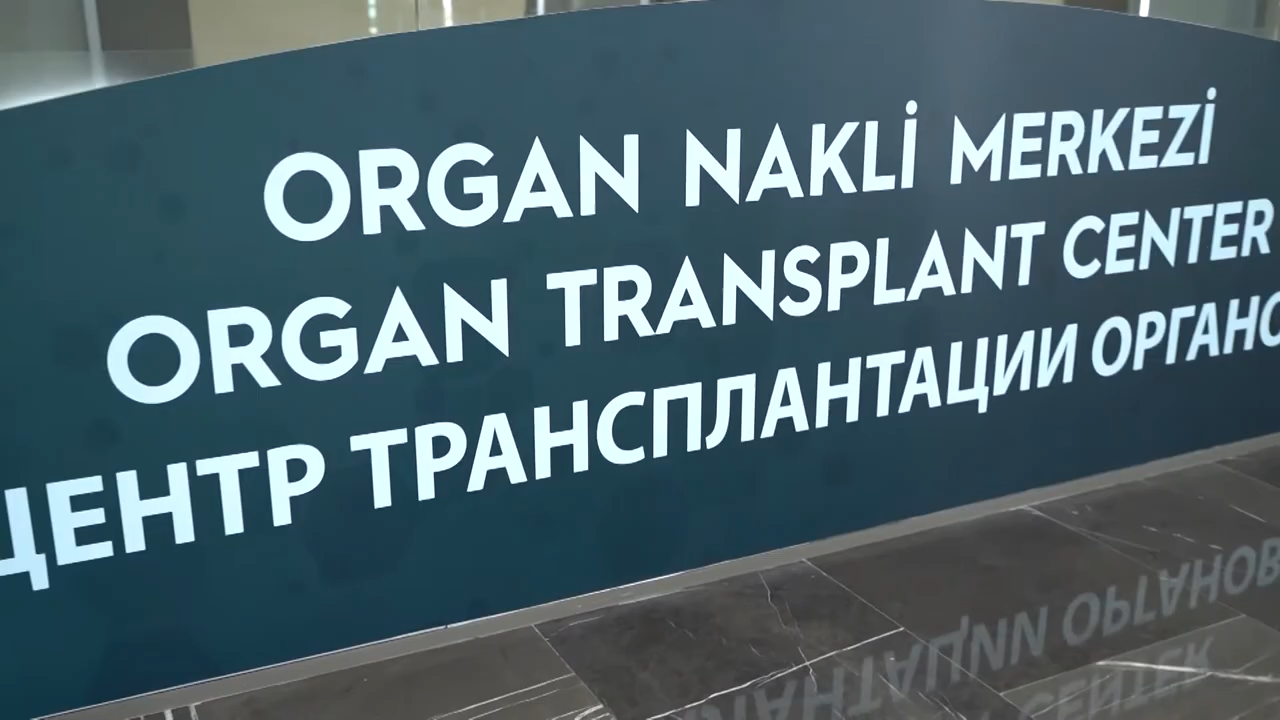 ORGAN NAKLİ MERKEZİ
ORGAN TRANSPLANT CENTER
ЦЕНТР ТРАНСПЛАНТАЦИИ ОРГАНО